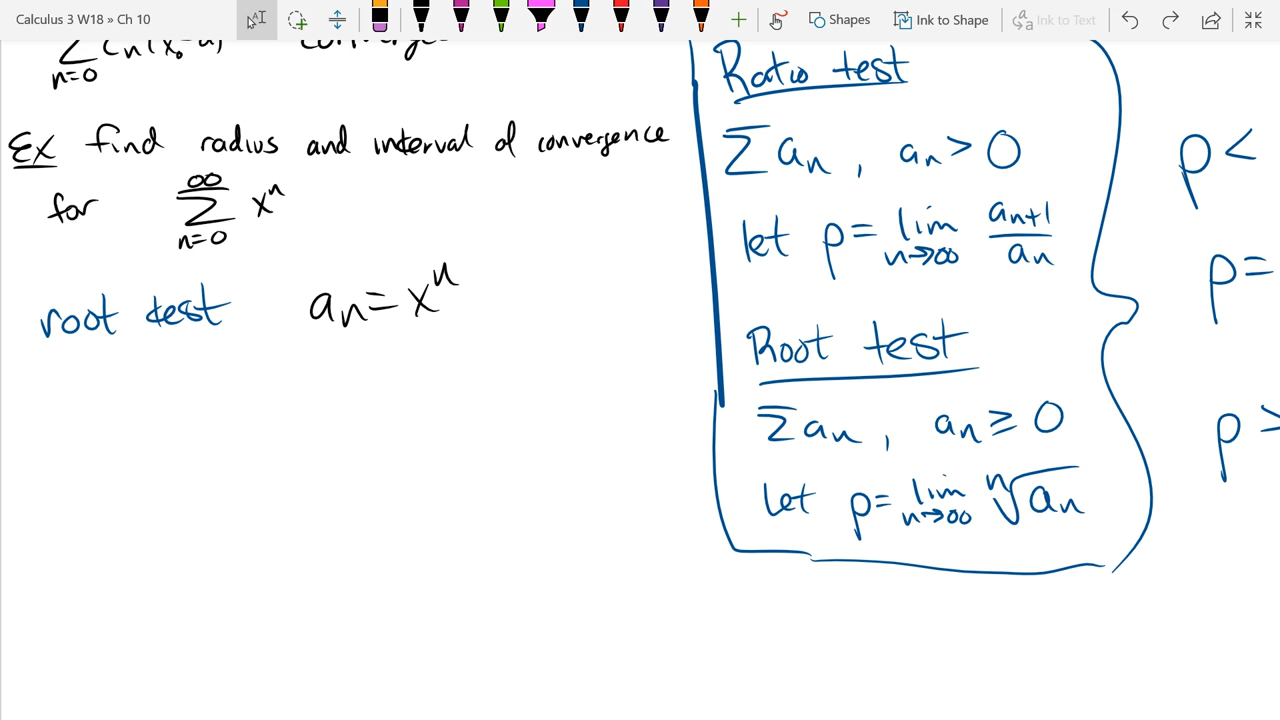 Calculus 3 W18 » Ch 10
Shapes
Ink to Shape
Ink to Text
∑ n=0
Ex find radius and interval of convergence
for ∑_{n=0}^{∞} x^n
root test a_n = x^n
Ratio test
∑ a_n , a_n > 0
let ρ = lim_{n→∞} a_{n+1}/a_n
Root test
∑ a_n , a_n ≥ 0
Let ρ = lim_{n→∞} ⁿ√a_n
ρ <
ρ =
ρ >